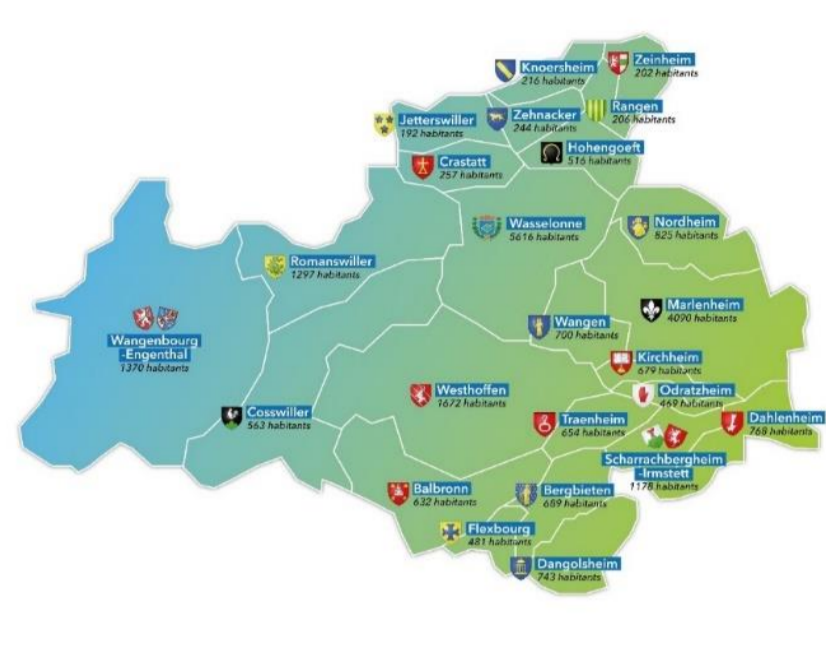 Knoersheim
216 habitants
Zeinheim
202 habitants
Jetterswiller
192 habitants
Zehnacker
244 habitants
Rangen
206 habitants
Crastatt
257 habitants
Hohengoeft
516 habitants
Wasselonne
5616 habitants
Nordheim
825 habitants
Romanswiller
1297 habitants
Marlenheim
4090 habitants
Wangenbourg
-Engenthal
1370 habitants
Wangen
700 habitants
Kirchheim
679 habitants
Westhoffen
1672 habitants
Odratzheim
469 habitants
Cosswiller
563 habitants
Traenheim
654 habitants
Dahlenheim
768 habitants
Scharrachbergheim
-Irmstett
1178 habitants
Balbronn
632 habitants
Bergbieten
689 habitants
Flexbourg
481 habitants
Dangolsheim
743 habitants